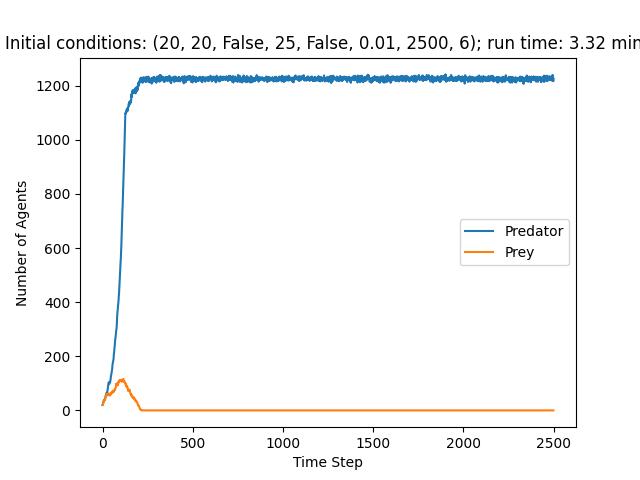 Initial conditions: (20, 20, False, 25, False, 0.01, 2500, 6); run time: 3.32 min
1200
1000
800
600
400
200
0
Number of Agents
Predator
Prey
0 500 1000 1500 2000 2500
Time Step